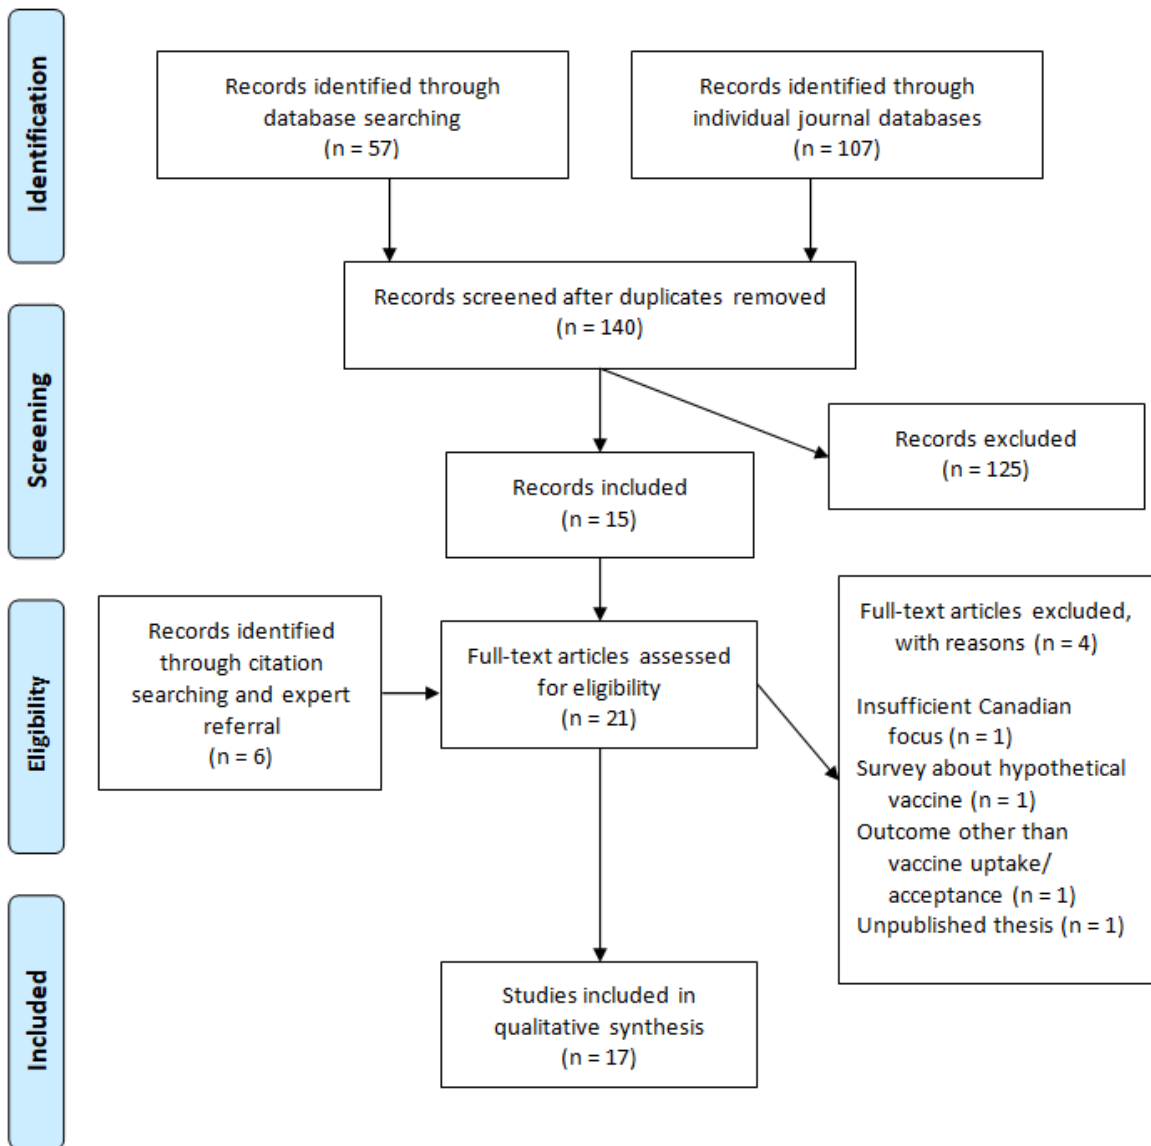 Identification
Records identified through
database searching
(n = 57)
Records identified through
individual journal databases
(n = 107)
Records screened after duplicates removed
(n = 140)
Screening
Records excluded
(n = 125)
Records included
(n = 15)
Eligibility
Records identified
through citation
searching and expert
referral
(n = 6)
Full-text articles assessed
for eligibility
(n = 21)
Full-text articles excluded,
with reasons (n = 4)
Insufficient Canadian
focus (n = 1)
Survey about hypothetical
vaccine (n = 1)
Outcome other than
vaccine uptake/
acceptance (n = 1)
Unpublished thesis (n = 1)
Included
Studies included in
qualitative synthesis
(n = 17)